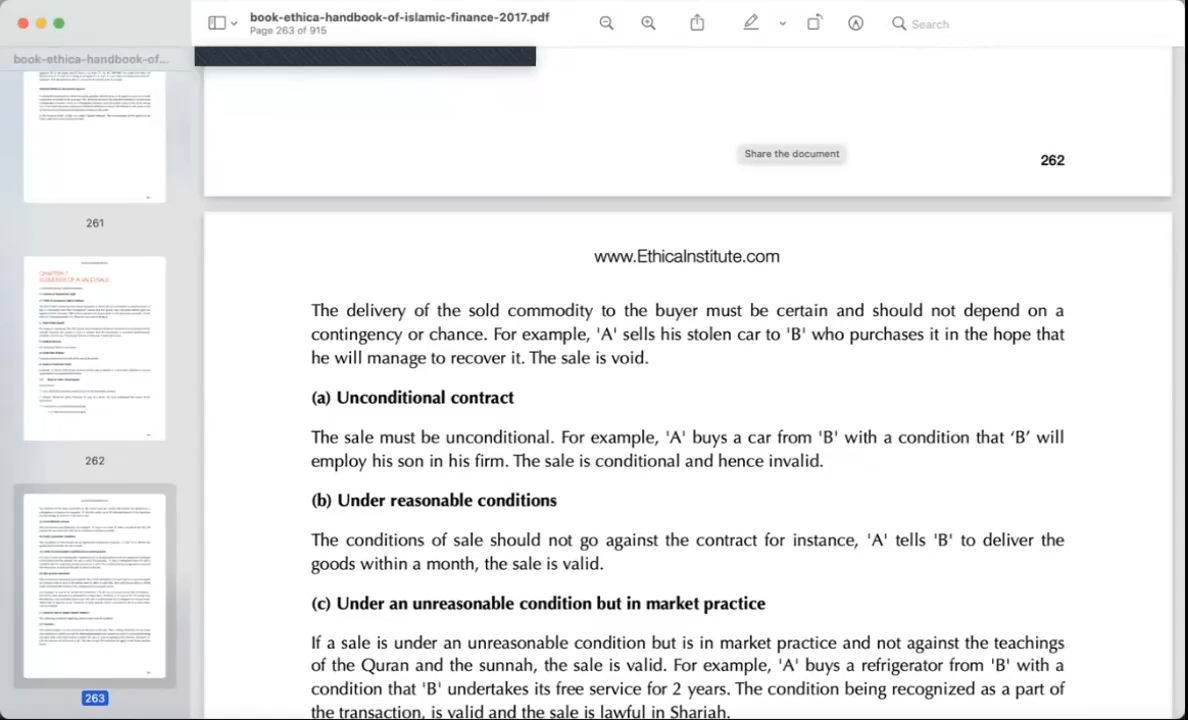 book-ethica-handbook-of-islamic-finance-2017.pdf
Page 263 of 915
Search
book-ethica-handbook-of...
261
CHAPTER 7
ELEMENTS OF A VALID SALE
262
263
Share the document
262
www.EthicaInstitute.com
The delivery of the sold commodity to the buyer must be certain and should not depend on a
contingency or chance. For example, 'A' sells his stolen car to 'B' who purchases it in the hope that
he will manage to recover it. The sale is void.
(a) Unconditional contract
The sale must be unconditional. For example, 'A' buys a car from 'B' with a condition that ‘B’ will
employ his son in his firm. The sale is conditional and hence invalid.
(b) Under reasonable conditions
The conditions of sale should not go against the contract for instance, 'A' tells 'B' to deliver the
goods within a month, the sale is valid.
(c) Under an unreasonable condition but in market practice
If a sale is under an unreasonable condition but is in market practice and not against the teachings
of the Quran and the sunnah, the sale is valid. For example, 'A' buys a refrigerator from 'B' with a
condition that 'B' undertakes its free service for 2 years. The condition being recognized as a part of
the transaction, is valid and the sale is lawful in Shariah.